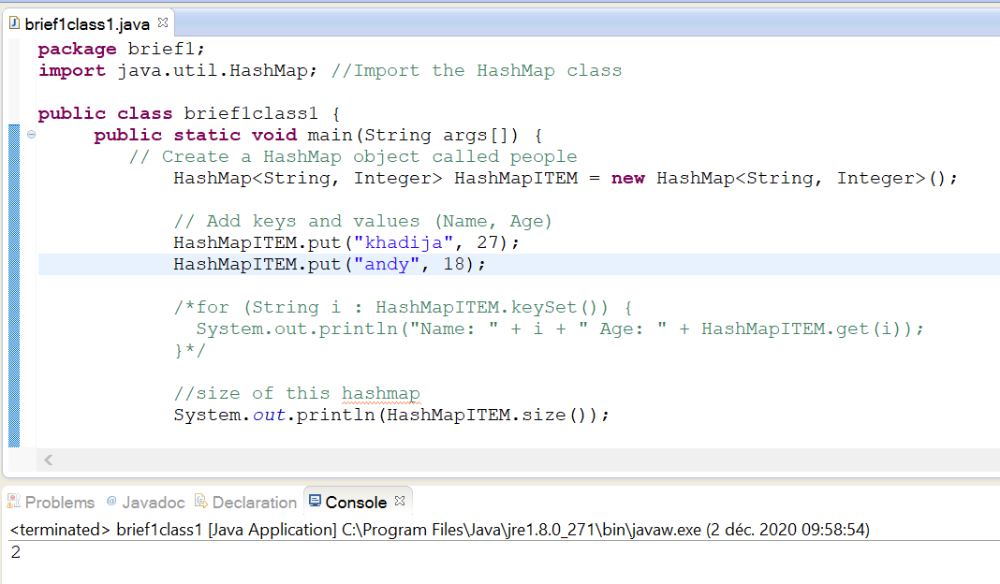 brief1class1.java
package brief1;
import java.util.HashMap; //Import the HashMap class
public class brief1class1 {
public static void main(String args[]) {
// Create a HashMap object called people
HashMap<String, Integer> HashMapITEM = new HashMap<String, Integer>();
// Add keys and values (Name, Age)
HashMapITEM.put("khadija", 27);
HashMapITEM.put("andy", 18);
/*for (String i : HashMapITEM.keySet()) {
System.out.println("Name: " + i + " Age: " + HashMapITEM.get(i));
}*/
//size of this hashmap
System.out.println(HashMapITEM.size());
Problems @ Javadoc Declaration Console
<terminated> brief1class1 [Java Application] C:\Program Files\Java\jre1.8.0_271\bin\javaw.exe (2 déc. 2020 09:58:54)
2